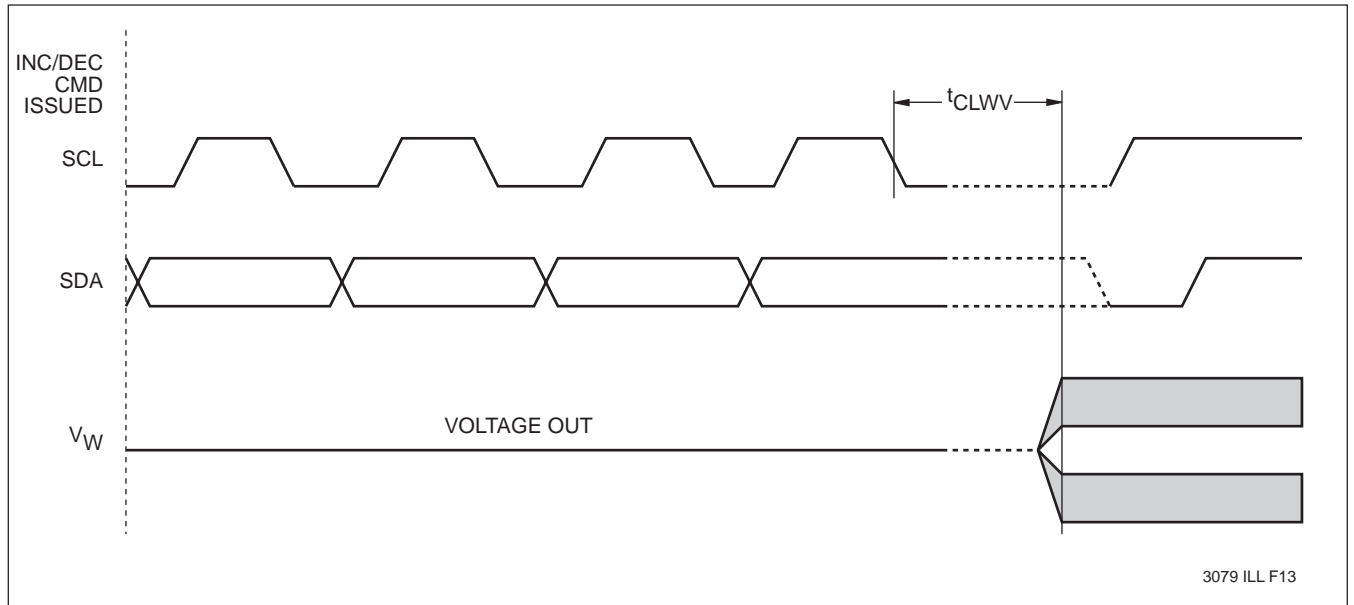 INC/DEC
CMD
ISSUED
tCLWV
SCL
SDA
VOLTAGE OUT
VW
3079 ILL F13